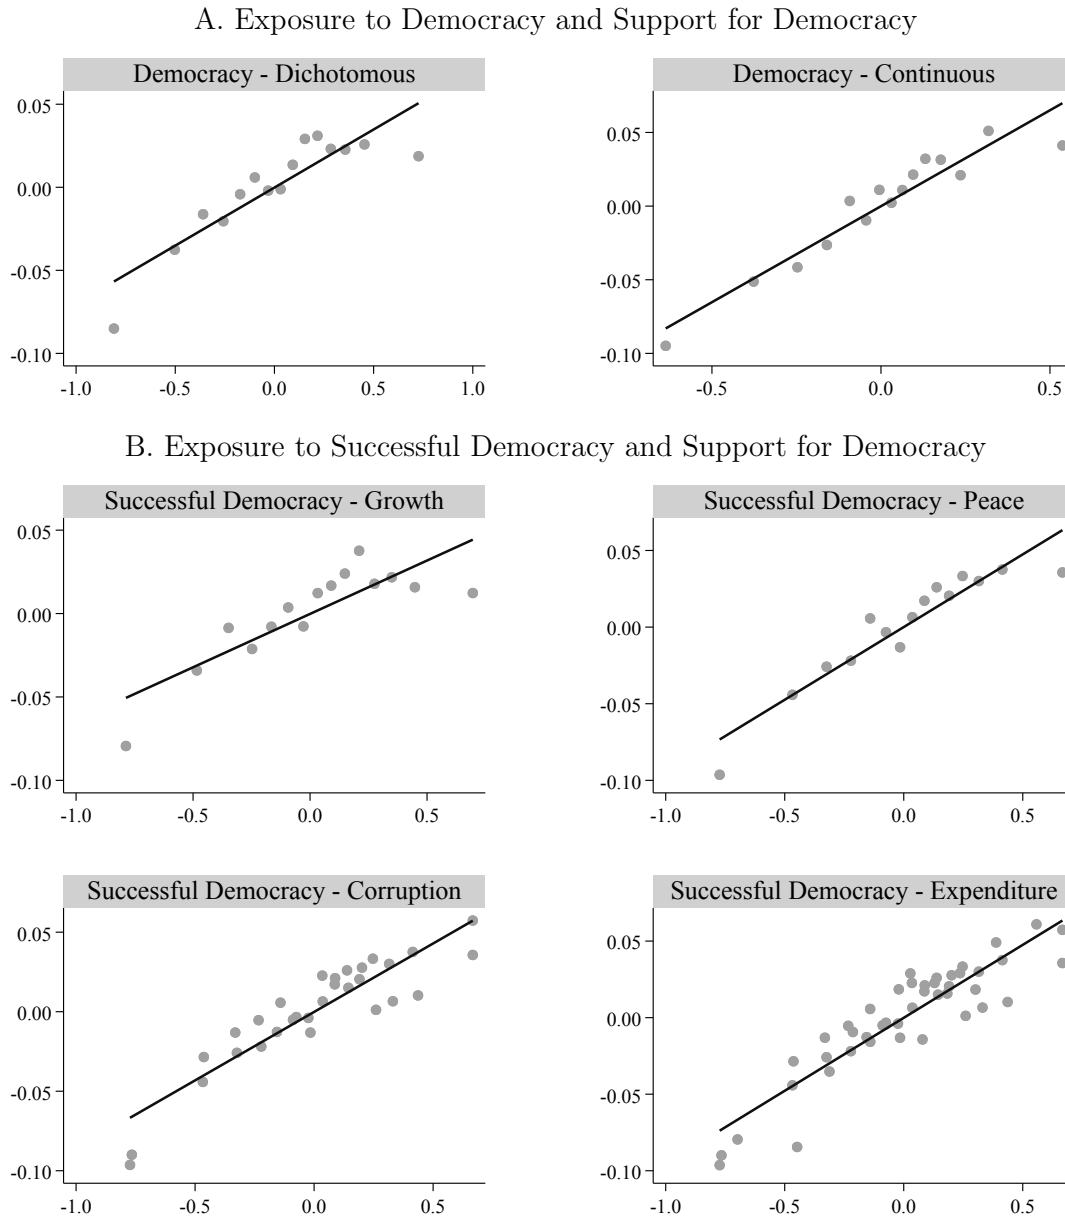 A. Exposure to Democracy and Support for Democracy
Democracy - Dichotomous
Democracy - Continuous
0.05
0.00
-0.05
-0.10
-1.0 -0.5 0.0 0.5 1.0
0.05
0.00
-0.05
-0.10
-0.5 0.0 0.5
B. Exposure to Successful Democracy and Support for Democracy
Successful Democracy - Growth
Successful Democracy - Peace
0.05
0.00
-0.05
-0.10
-1.0 -0.5 0.0 0.5
0.05
0.00
-0.05
-0.10
-1.0 -0.5 0.0 0.5
Successful Democracy - Corruption
Successful Democracy - Expenditure
0.05
0.00
-0.05
-0.10
-1.0 -0.5 0.0 0.5
0.05
0.00
-0.05
-0.10
-1.0 -0.5 0.0 0.5